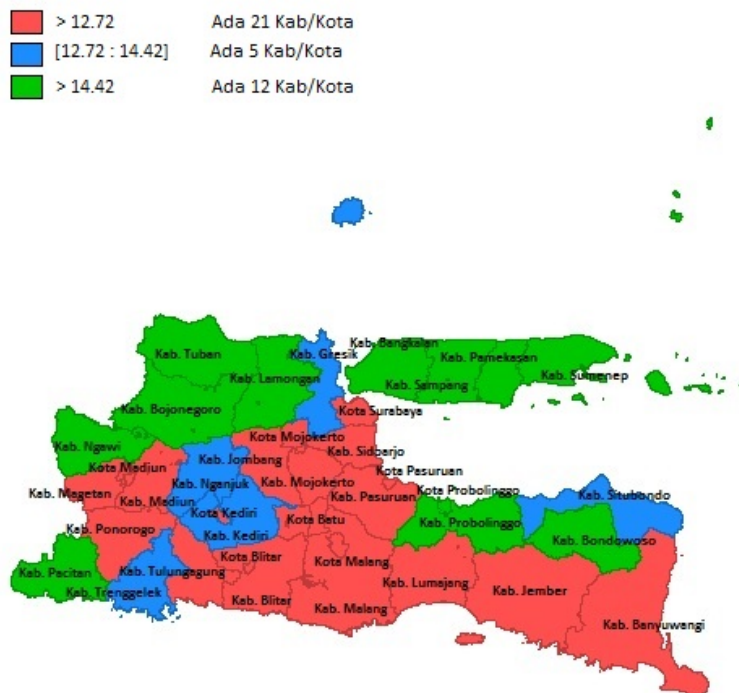 > 12.72 Ada 21 Kab/Kota
[12.72 : 14.42] Ada 5 Kab/Kota
> 14.42 Ada 12 Kab/Kota
Kab. Tuban
Kab. Lamongan
Kab. Gresik
Kab. Bangkalan
Kab. Pamekasan
Kab. Sampang
Kab. Sumenep
Kab. Bojonegoro
Kota Surabaya
Kab. Ngawi
Kota Mojokerto
Kab. Sidoarjo
Kota Madiun
Kab. Jombang
Kota Pasuruan
Kab. Magetan
Kab. Madiun
Kab. Nganjuk
Kab. Mojokerto
Kab. Pasuruan
Kota Probolinggo
Kab. Situbondo
Kab. Ponorogo
Kota Kediri
Kota Batu
Kab. Probolinggo
Kab. Kediri
Kab. Bondowoso
Kab. Pacitan
Kab. Tulungagung
Kota Blitar
Kota Malang
Kab. Trenggelek
Kab. Blitar
Kab. Malang
Kab. Lumajang
Kab. Jember
Kab. Banyuwangi